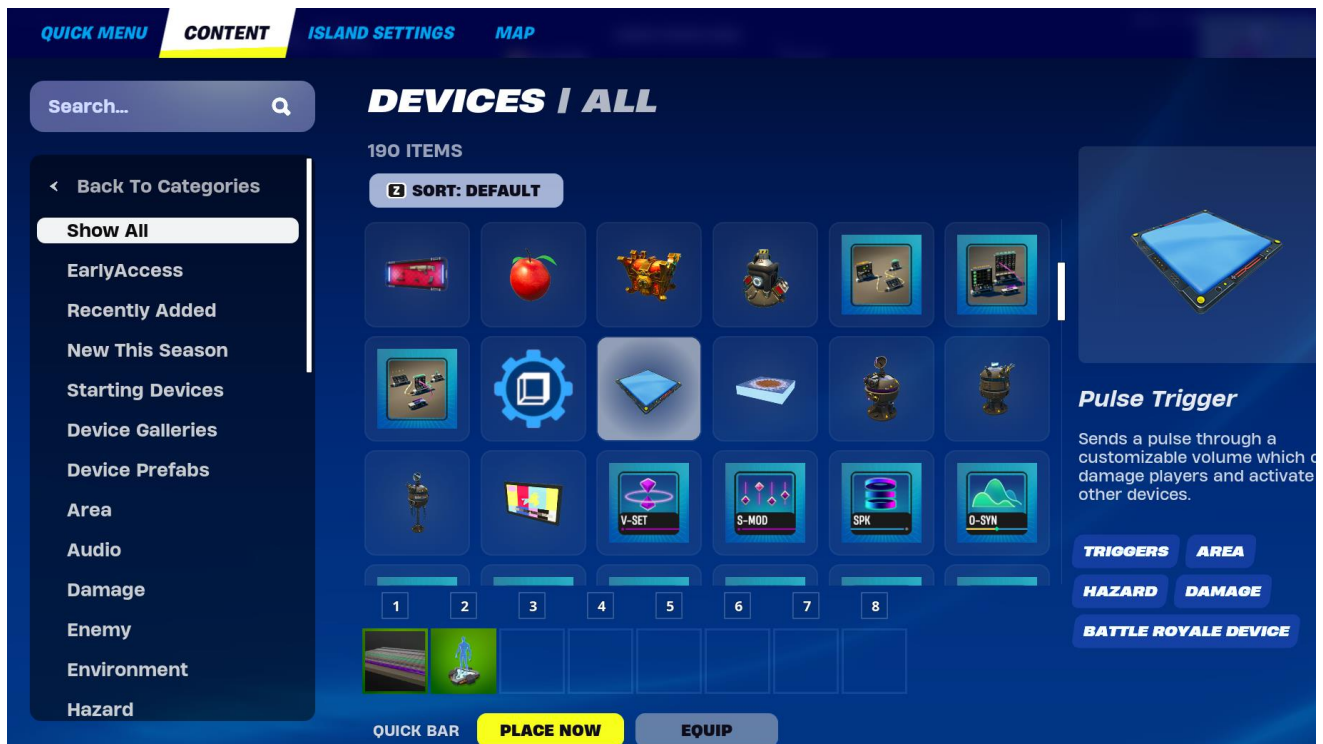 QUICK MENU
CONTENT
ISLAND SETTINGS
MAP
Search...
DEVICES / ALL
190 ITEMS
Z SORT: DEFAULT
< Back To Categories
Show All
EarlyAccess
Recently Added
New This Season
Starting Devices
Device Galleries
Device Prefabs
Area
Audio
Damage
Enemy
Environment
Hazard
V-SET
S-MOD
SPK
O-SYN
1 2 3 4 5 6 7 8
QUICK BAR
PLACE NOW
EQUIP
Pulse Trigger
Sends a pulse through a
customizable volume which
damage players and activate
other devices.
TRIGGERS
AREA
HAZARD
DAMAGE
BATTLE ROYALE DEVICE